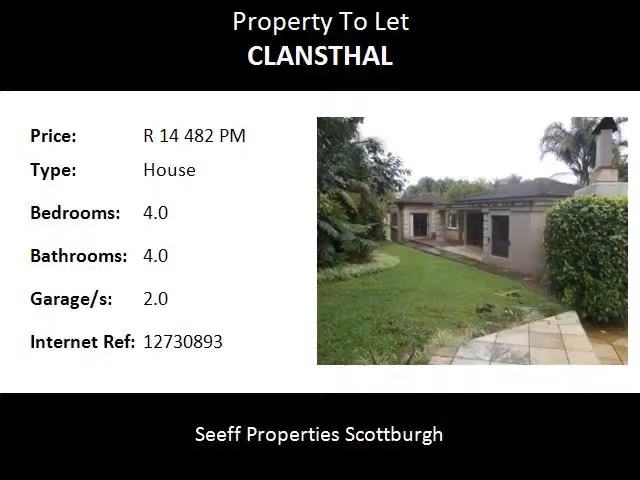 Property To Let
CLANSTHAL
Price: R 14 482 PM
Type: House
Bedrooms: 4.0
Bathrooms: 4.0
Garage/s: 2.0
Internet Ref: 12730893
Seeff Properties Scottburgh